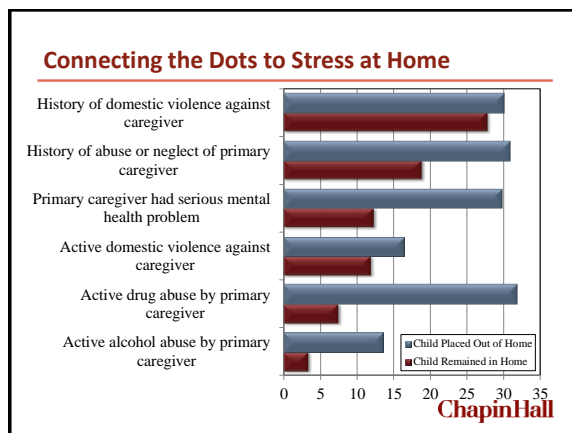 Connecting the Dots to Stress at Home
History of domestic violence against
caregiver
History of abuse or neglect of primary
caregiver
Primary caregiver had serious mental
health problem
Active domestic violence against
caregiver
Active drug abuse by primary
caregiver
Active alcohol abuse by primary
caregiver
Child Placed Out of Home
Child Remained in Home
0 5 10 15 20 25 30 35
ChapinHall